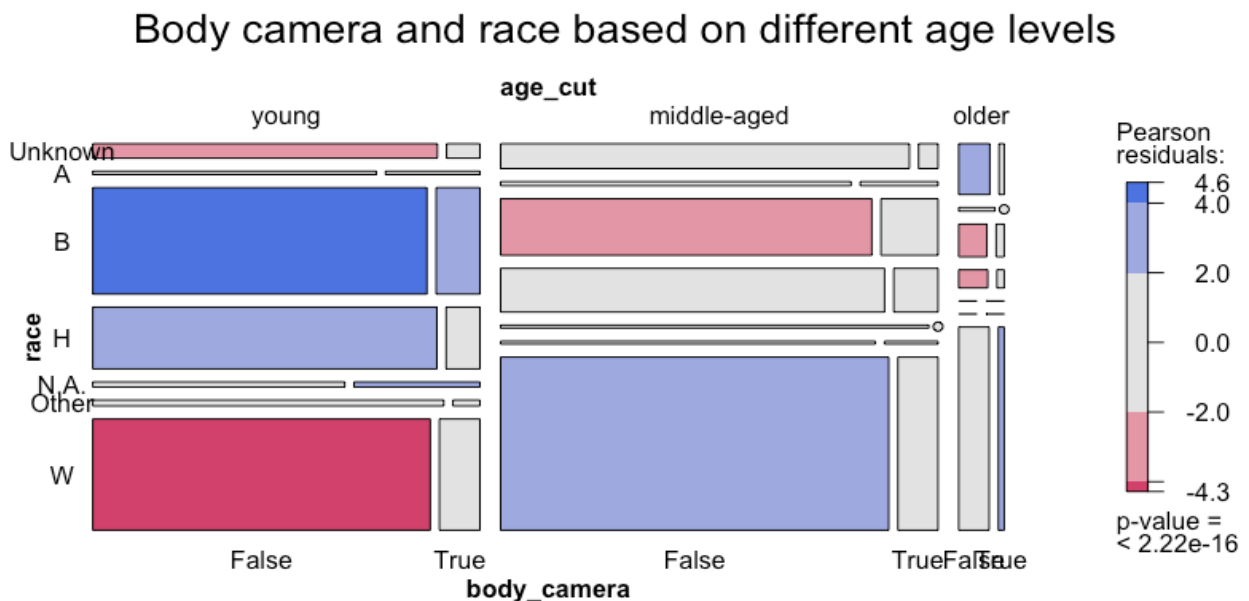 Body camera and race based on different age levels
age_cut
young
middle-aged
older
Unknown
A
B
H
N.A.
Other
W
race
False
True
False
True
False
True
body_camera
Pearson
residuals:
4.6
4.0
2.0
0.0
-2.0
-4.3
p-value =
< 2.22e-16